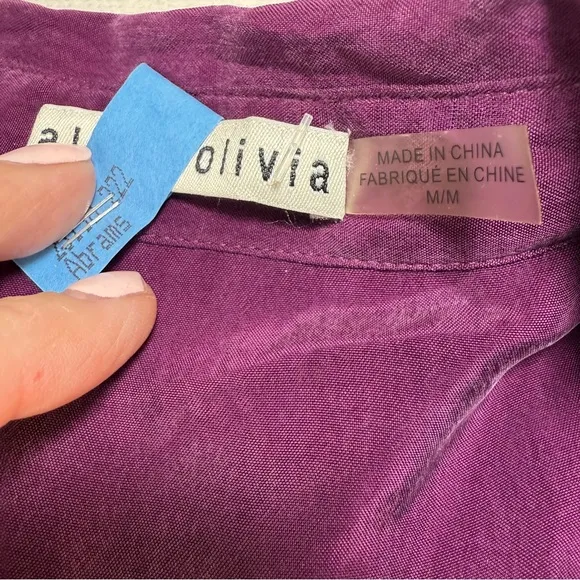 olivia
Abrams
MADE IN CHINA
FABRIQUÉ EN CHINE
M/M